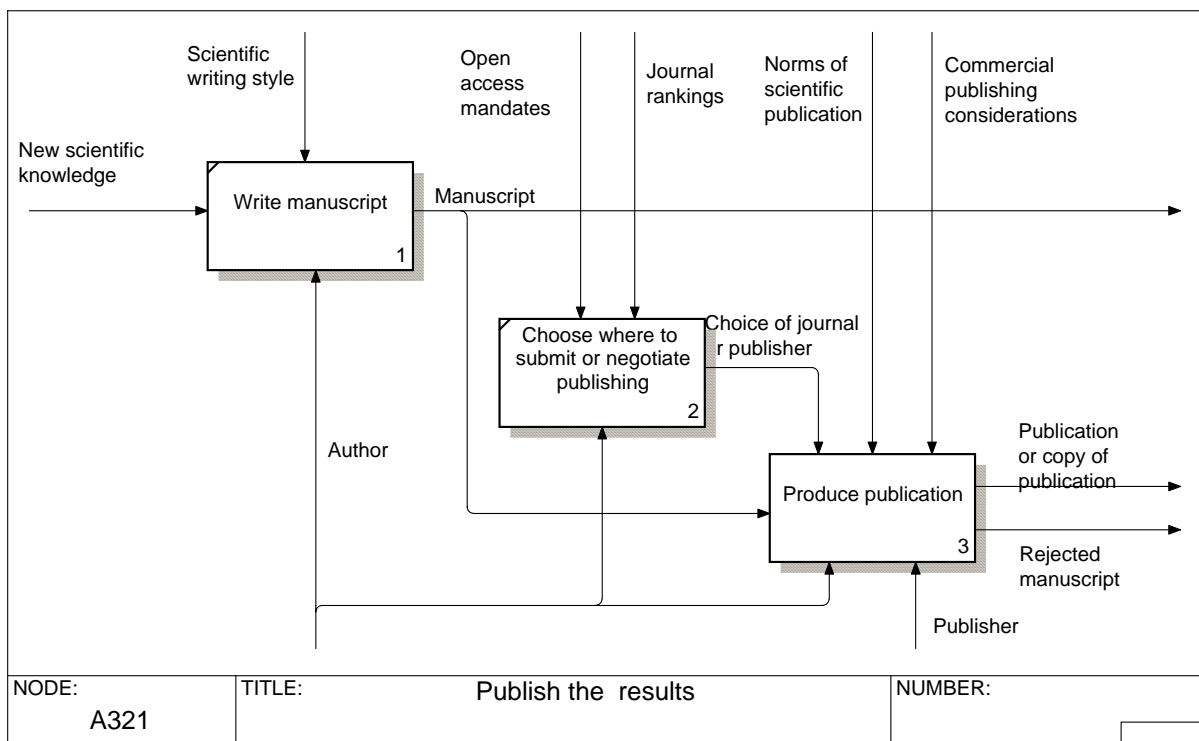 Scientific
writing style
Open
access
mandates
Journal
rankings
Norms of
scientific
publication
Commercial
publishing
considerations
New scientific
knowledge
Write manuscript
1
Manuscript
Choose where to
submit or negotiate
publishing
2
Choice of journal
r publisher
Author
Produce publication
3
Publication
or copy of
publication
Rejected
manuscript
Publisher
NODE:
A321
TITLE:
Publish the results
NUMBER: